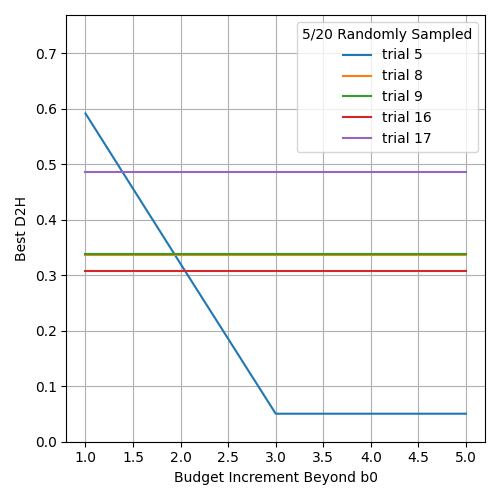 5/20 Randomly Sampled
trial 5
trial 8
trial 9
trial 16
trial 17
Best D2H
0.7
0.6
0.5
0.4
0.3
0.2
0.1
0.0
1.0 1.5 2.0 2.5 3.0 3.5 4.0 4.5 5.0
Budget Increment Beyond b0